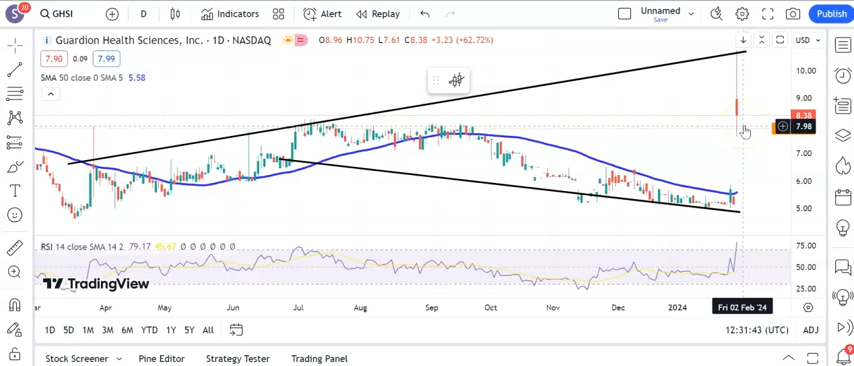 S 20 GHSI D Indicators Alert Replay Unnamed Save Publish
Guardion Health Sciences, Inc. · 1D · NASDAQ O8.96 H10.75 L7.61 C8.38 +3.23 (+62.72%) USD
7.90 0.09 7.99
SMA 50 close 0 SMA 5 5.58
10.00
9.00
8.38
7.98
7.00
6.00
5.00
RSI 14 close SMA 14 2 79.17 45.67 Ø Ø Ø Ø Ø Ø
75.00
50.00
25.00
TradingView
Apr May Jun Jul Aug Sep Oct Nov Dec 2024 Fri 02 Feb '24
1D 5D 1M 3M 6M YTD 1Y 5Y All 12:31:43 (UTC) ADJ
Stock Screener Pine Editor Strategy Tester Trading Panel
9